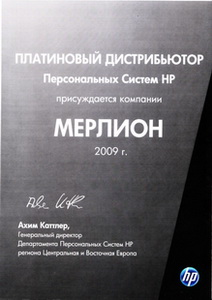 ПЛАТИНОВЫЙ ДИСТРИБЬЮТОР
Персональных Систем HP
присуждается компании
МЕРЛИОН
2009 г.
Ахим Каттлер,
Генеральный директор
Департамента Персональных Систем HP
региона Центральная и Восточная Европа
hp